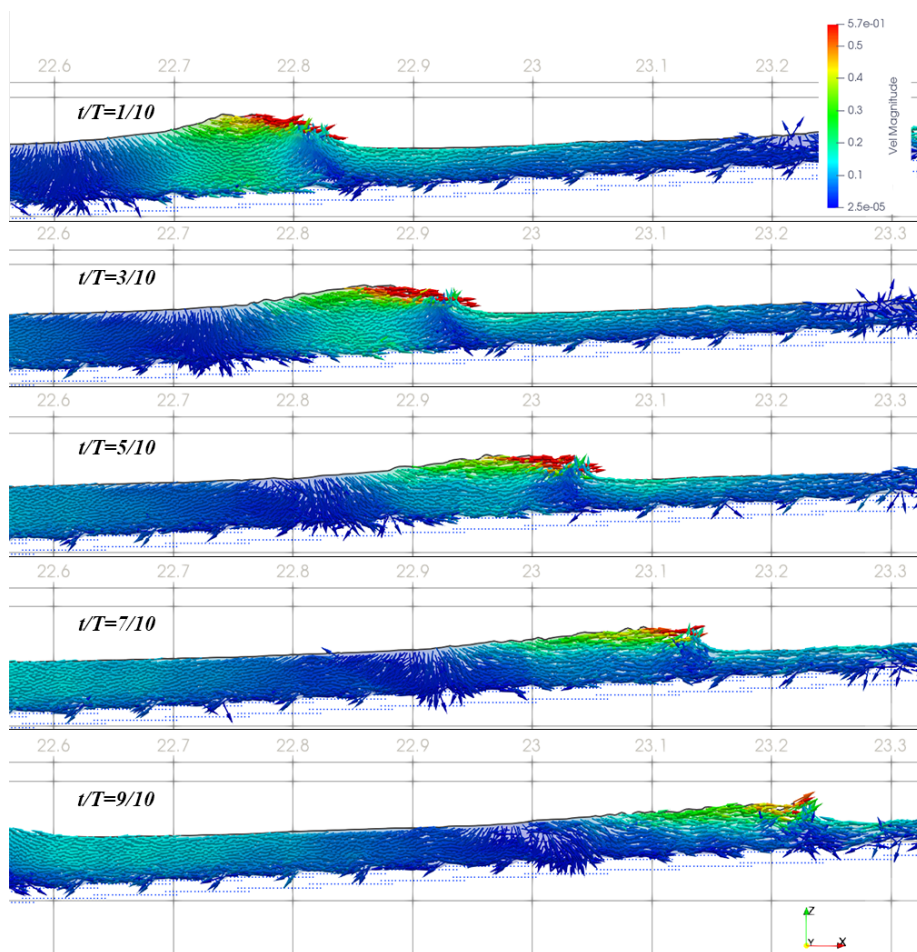 5.7e-01
0.5
0.4
0.3
0.1
2.5e-05
Vel Magnitude
22.6 22.7 22.8 22.9 23 23.1 23.2
t/T=1/10
22.6 22.7 22.8 22.9 23 23.1 23.2 23.3
t/T=3/10
22.6 22.7 22.8 22.9 23 23.1 23.2 23.3
t/T=5/10
22.6 22.7 22.8 22.9 23 23.1 23.2 23.3
t/T=7/10
22.6 22.7 22.8 22.9 23 23.1 23.2 23.3
t/T=9/10
Z
Y X